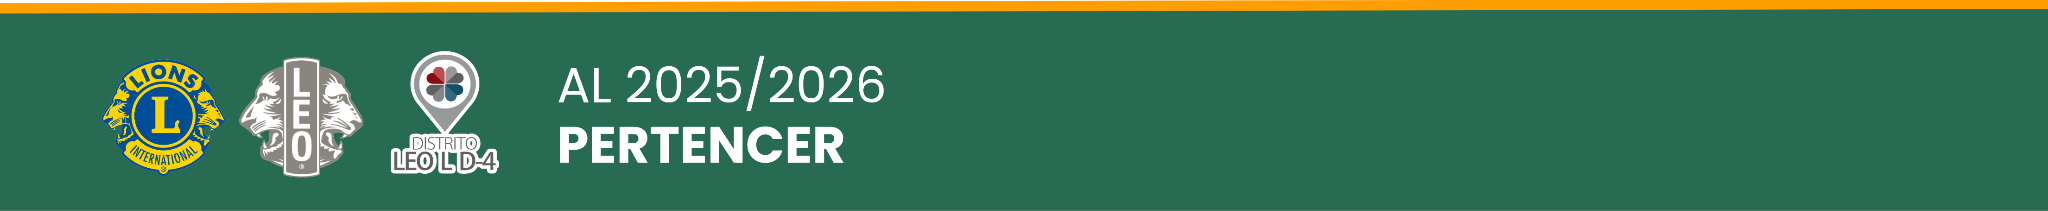 LIONS
L
INTERNATIONAL
®
LEO
®
DISTRITO
LEO L D-4
AL 2025/2026
PERTENCER